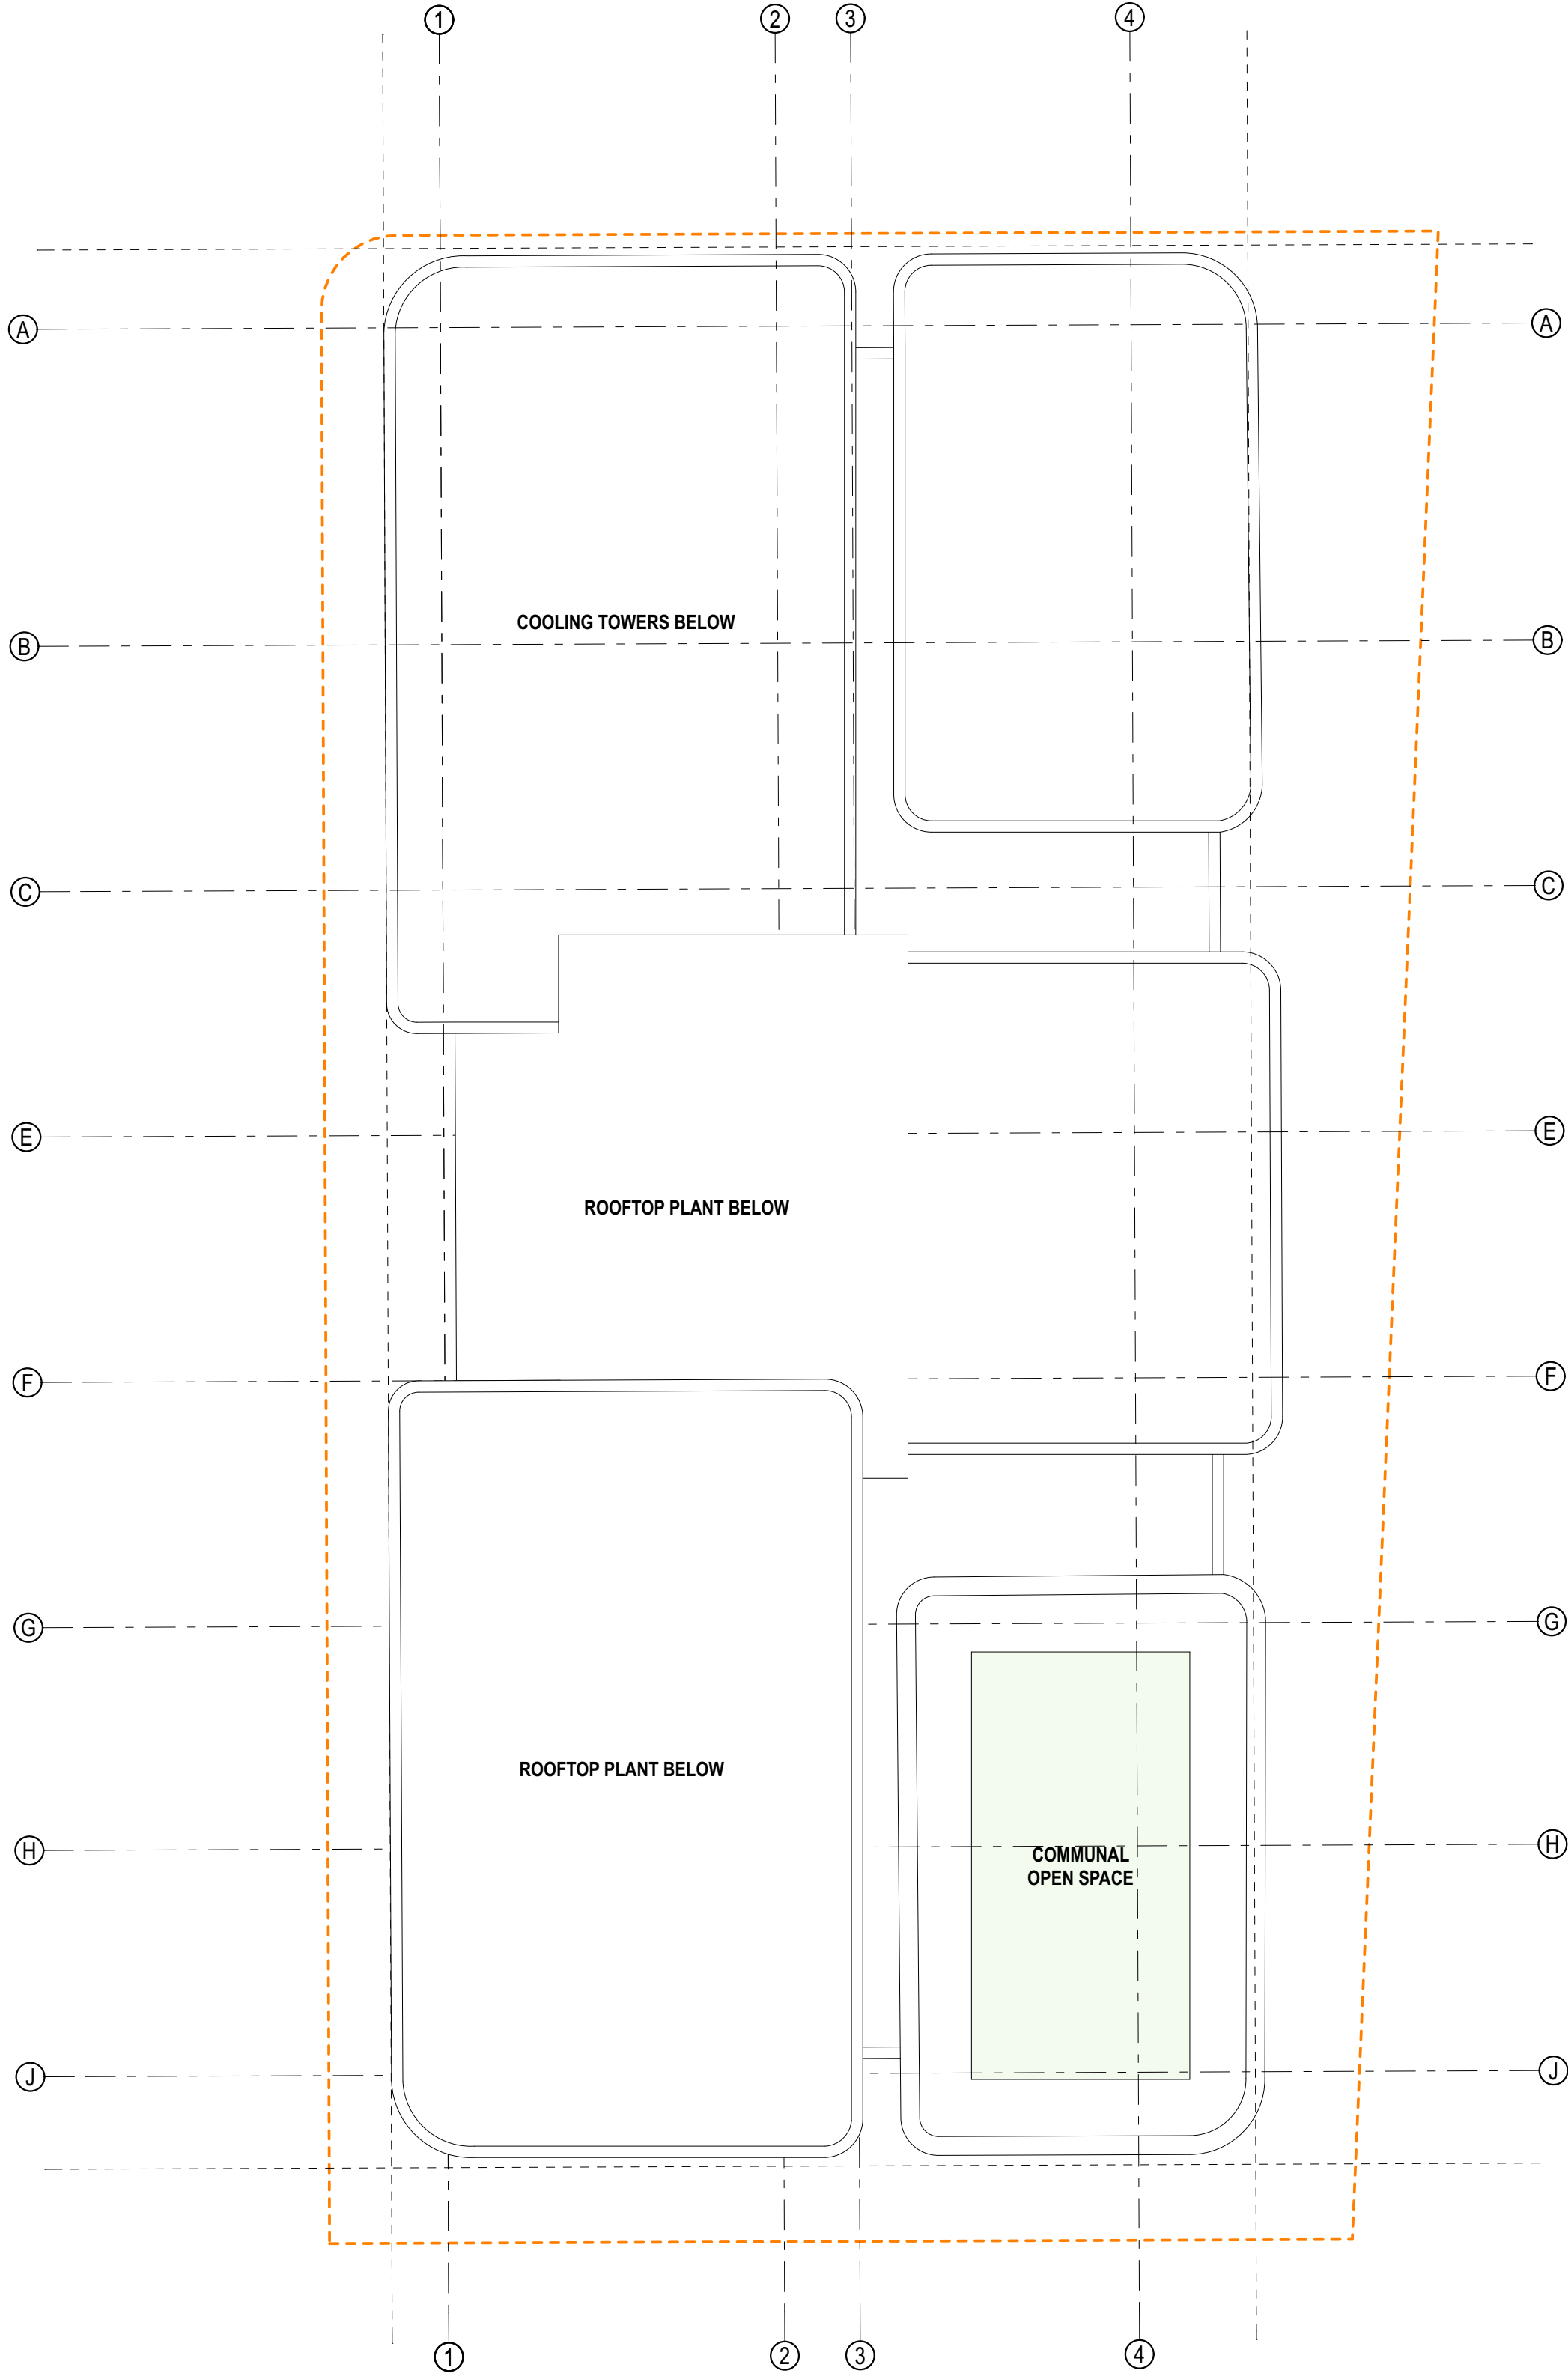 1 2 3 4
A A
COOLING TOWERS BELOW
B B
C C
E E
ROOFTOP PLANT BELOW
F F
G G
ROOFTOP PLANT BELOW
H H
COMMUNAL
OPEN SPACE
J J
1 2 3 4